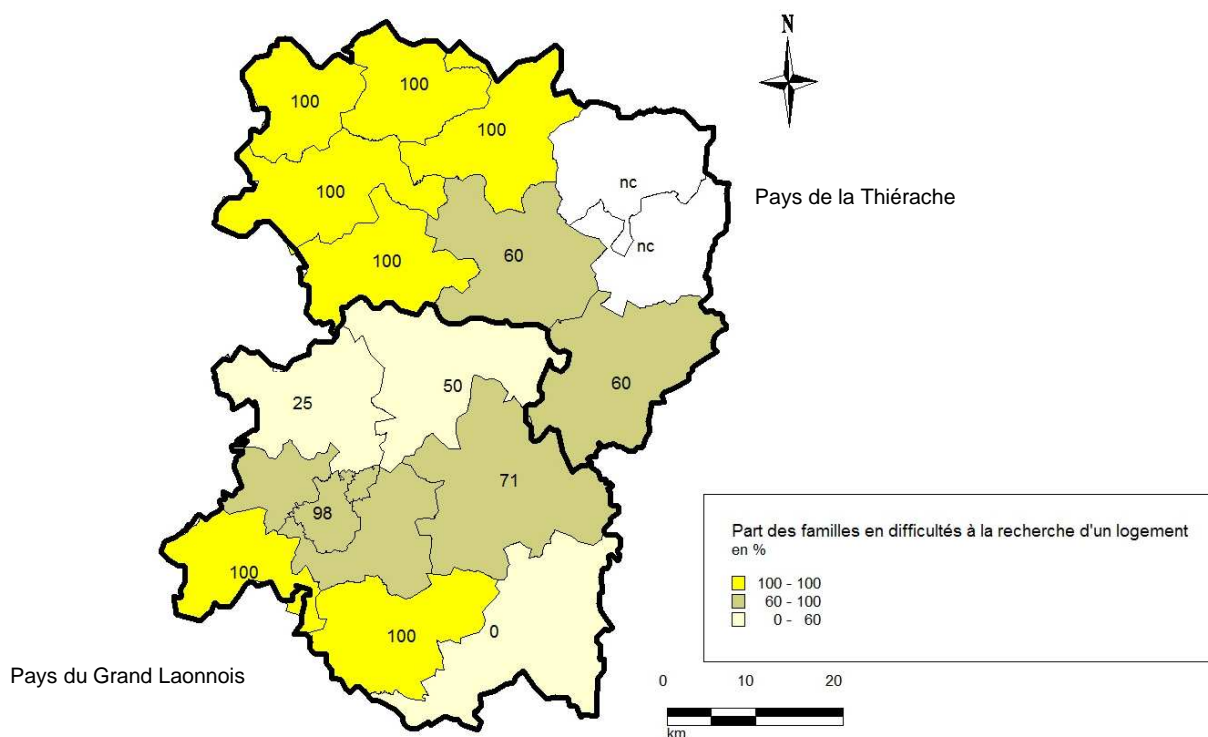 N
100
100
100
nc
Pays de la Thiérache
100
nc
60
100
60
50
25
71
98
Part des familles en difficultés à la recherche d'un logement
en %
100 - 100
60 - 100
0 - 60
100
0
100
Pays du Grand Laonnois
0 10 20
km